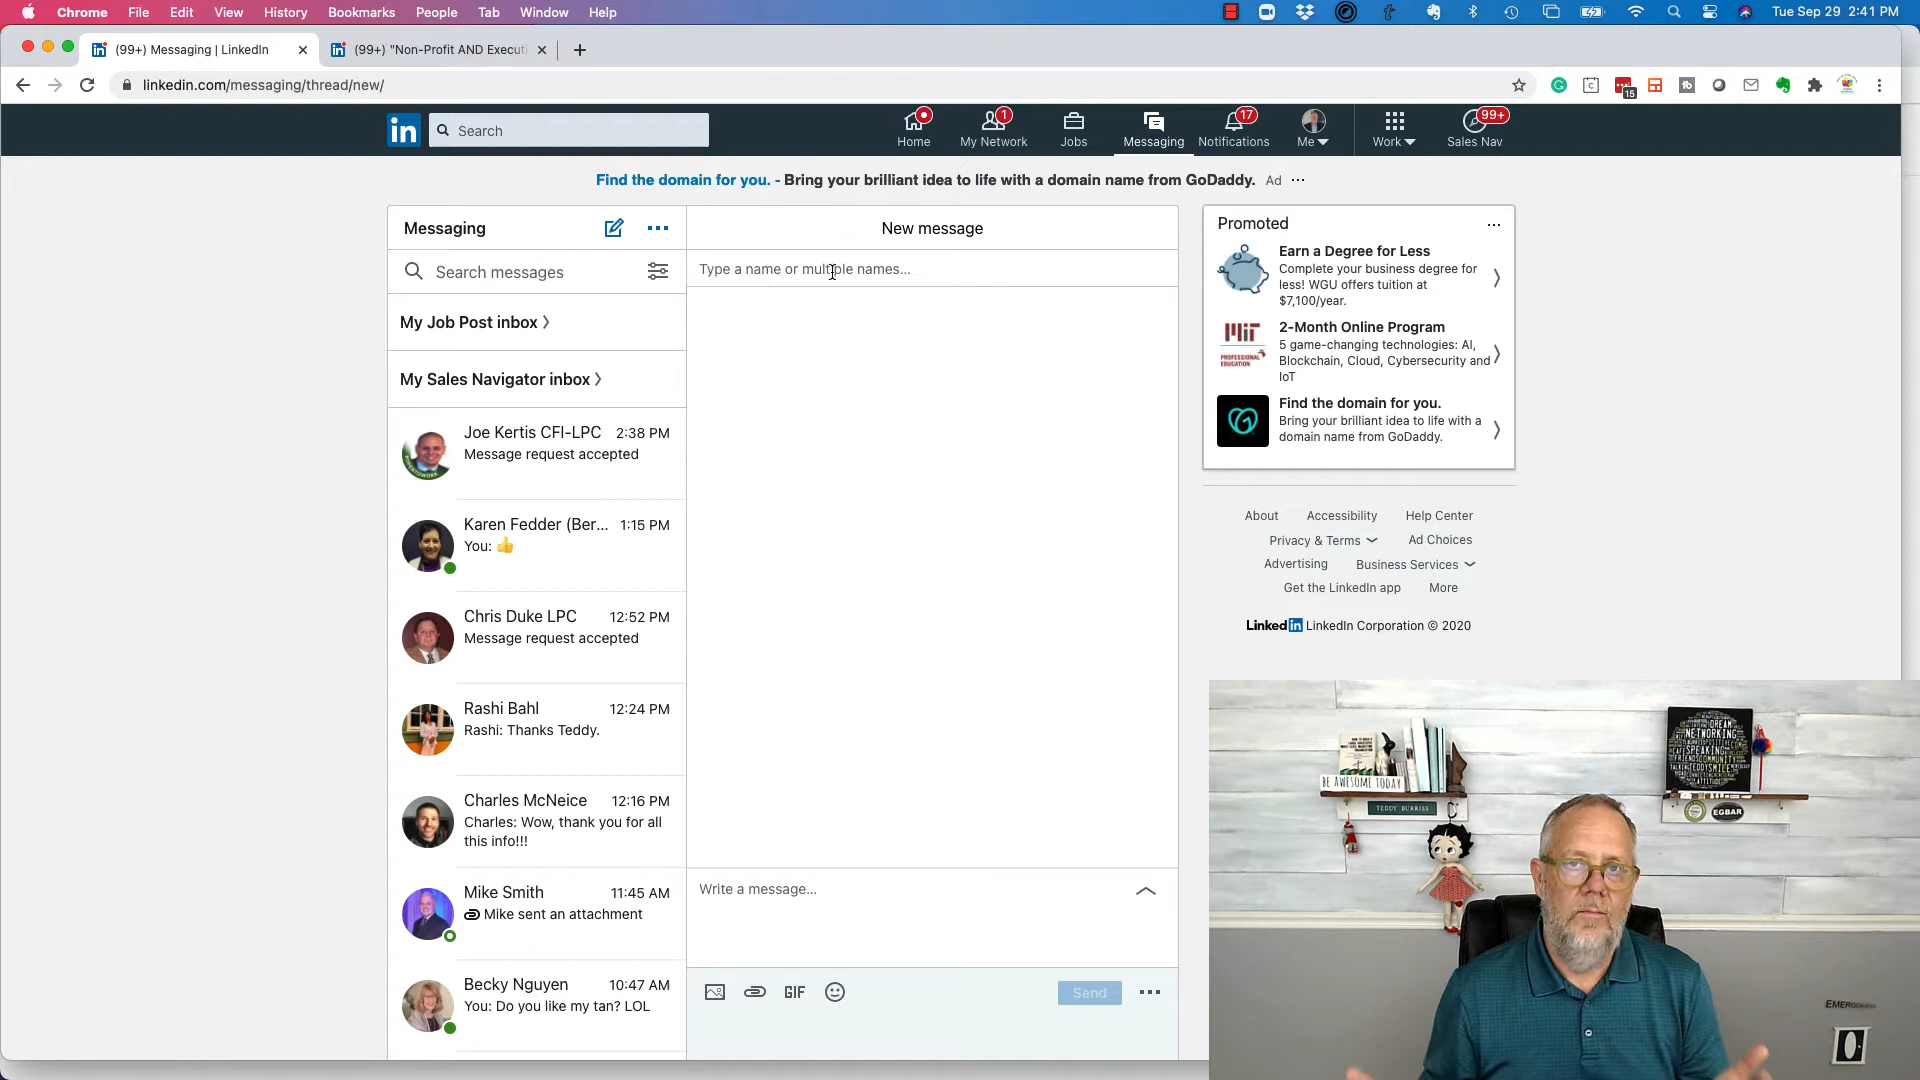 Chrome File Edit View History Bookmarks People Tab Window Help Tue Sep 29 2:41 PM
(99+) Messaging | LinkedIn
(99+) "Non-Profit AND Executi
linkedin.com/messaging/thread/new/
15
in Search
1 17 99+
Home My Network Jobs Messaging Notifications Me Work Sales Nav
Find the domain for you. - Bring your brilliant idea to life with a domain name from GoDaddy. Ad ...
Messaging
Search messages
My Job Post inbox
My Sales Navigator inbox
Joe Kertis CFI-LPC 2:38 PM
Message request accepted
Karen Fedder (Ber... 1:15 PM
You: 👍
Chris Duke LPC 12:52 PM
Message request accepted
Rashi Bahl 12:24 PM
Rashi: Thanks Teddy.
Charles McNeice 12:16 PM
Charles: Wow, thank you for all
this info!!!
Mike Smith 11:45 AM
Mike sent an attachment
Becky Nguyen 10:47 AM
You: Do you like my tan? LOL
New message
Type a name or multiple names...
Write a message...
GIF
Send
Promoted
Earn a Degree for Less
Complete your business degree for
less! WGU offers tuition at
$7,100/year.
MIT
PROFESSIONAL
EDUCATION
2-Month Online Program
5 game-changing technologies: AI,
Blockchain, Cloud, Cybersecurity and
IoT
Find the domain for you.
Bring your brilliant idea to life with a
domain name from GoDaddy.
About Accessibility Help Center
Privacy & Terms Ad Choices
Advertising Business Services
Get the LinkedIn app More
LinkedIn LinkedIn Corporation © 2020
BE AWESOME TODAY
TEDDY BURRISS
DREAM
NETWORKING
SPEAKING
EGBAR